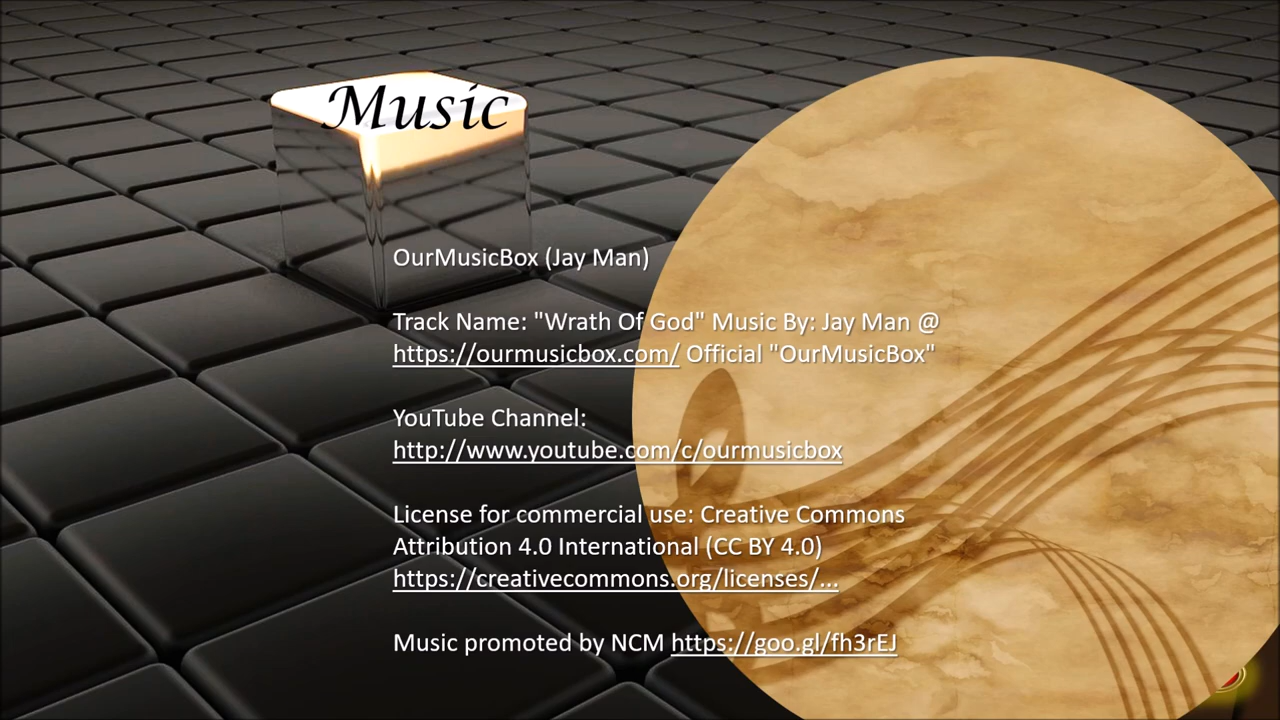 Music
OurMusicBox (Jay Man)
Track Name: "Wrath Of God" Music By: Jay Man @
https://ourmusicbox.com/ Official "OurMusicBox"
YouTube Channel:
http://www.youtube.com/c/ourmusicbox
License for commercial use: Creative Commons
Attribution 4.0 International (CC BY 4.0)
https://creativecommons.org/licenses/...
Music promoted by NCM https://goo.gl/fh3rEJ